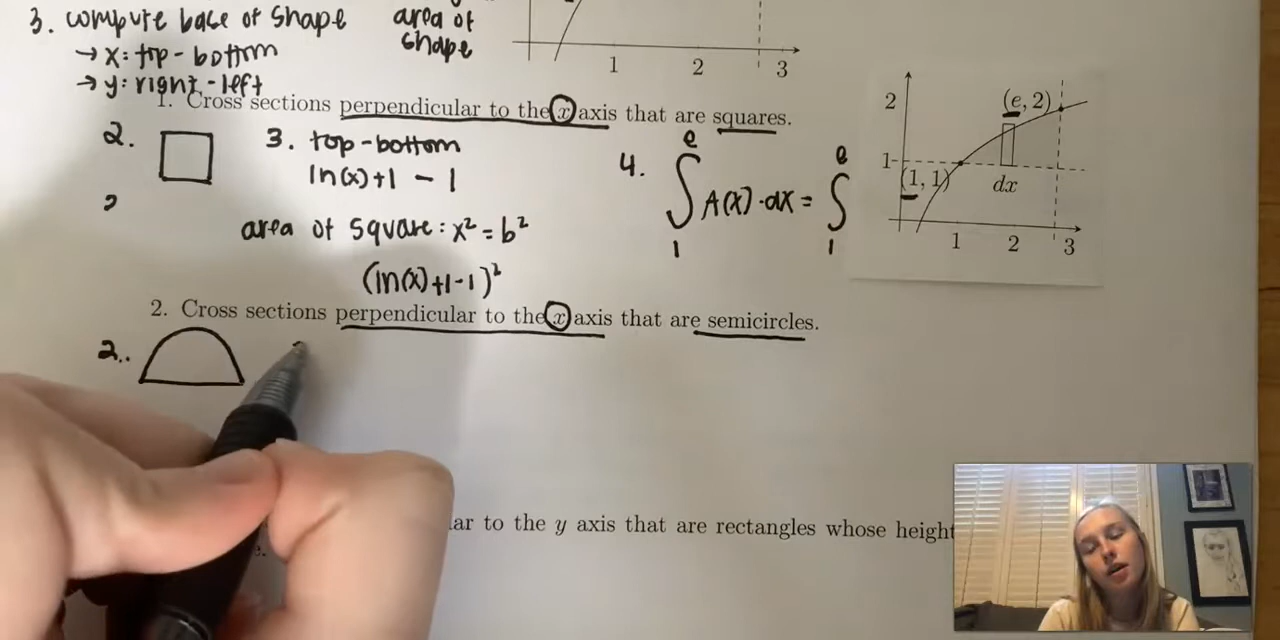 3. compute base of shape
→ x: top - bottom
→ y: right - left
area of
shape
1 2 3
1. Cross sections perpendicular to the x axis that are squares.
2.
3. top-bottom
ln(x)+1 - 1
area of square: x² = b²
(ln(x)+1-1)²
4. ∫₁ᵉ A(x)·dx = ∫₁ᵉ
2
(e, 2)
1
(1, 1)
dx
1 2 3
2. Cross sections perpendicular to the x axis that are semicircles.
2..
ar to the y axis that are rectangles whose height